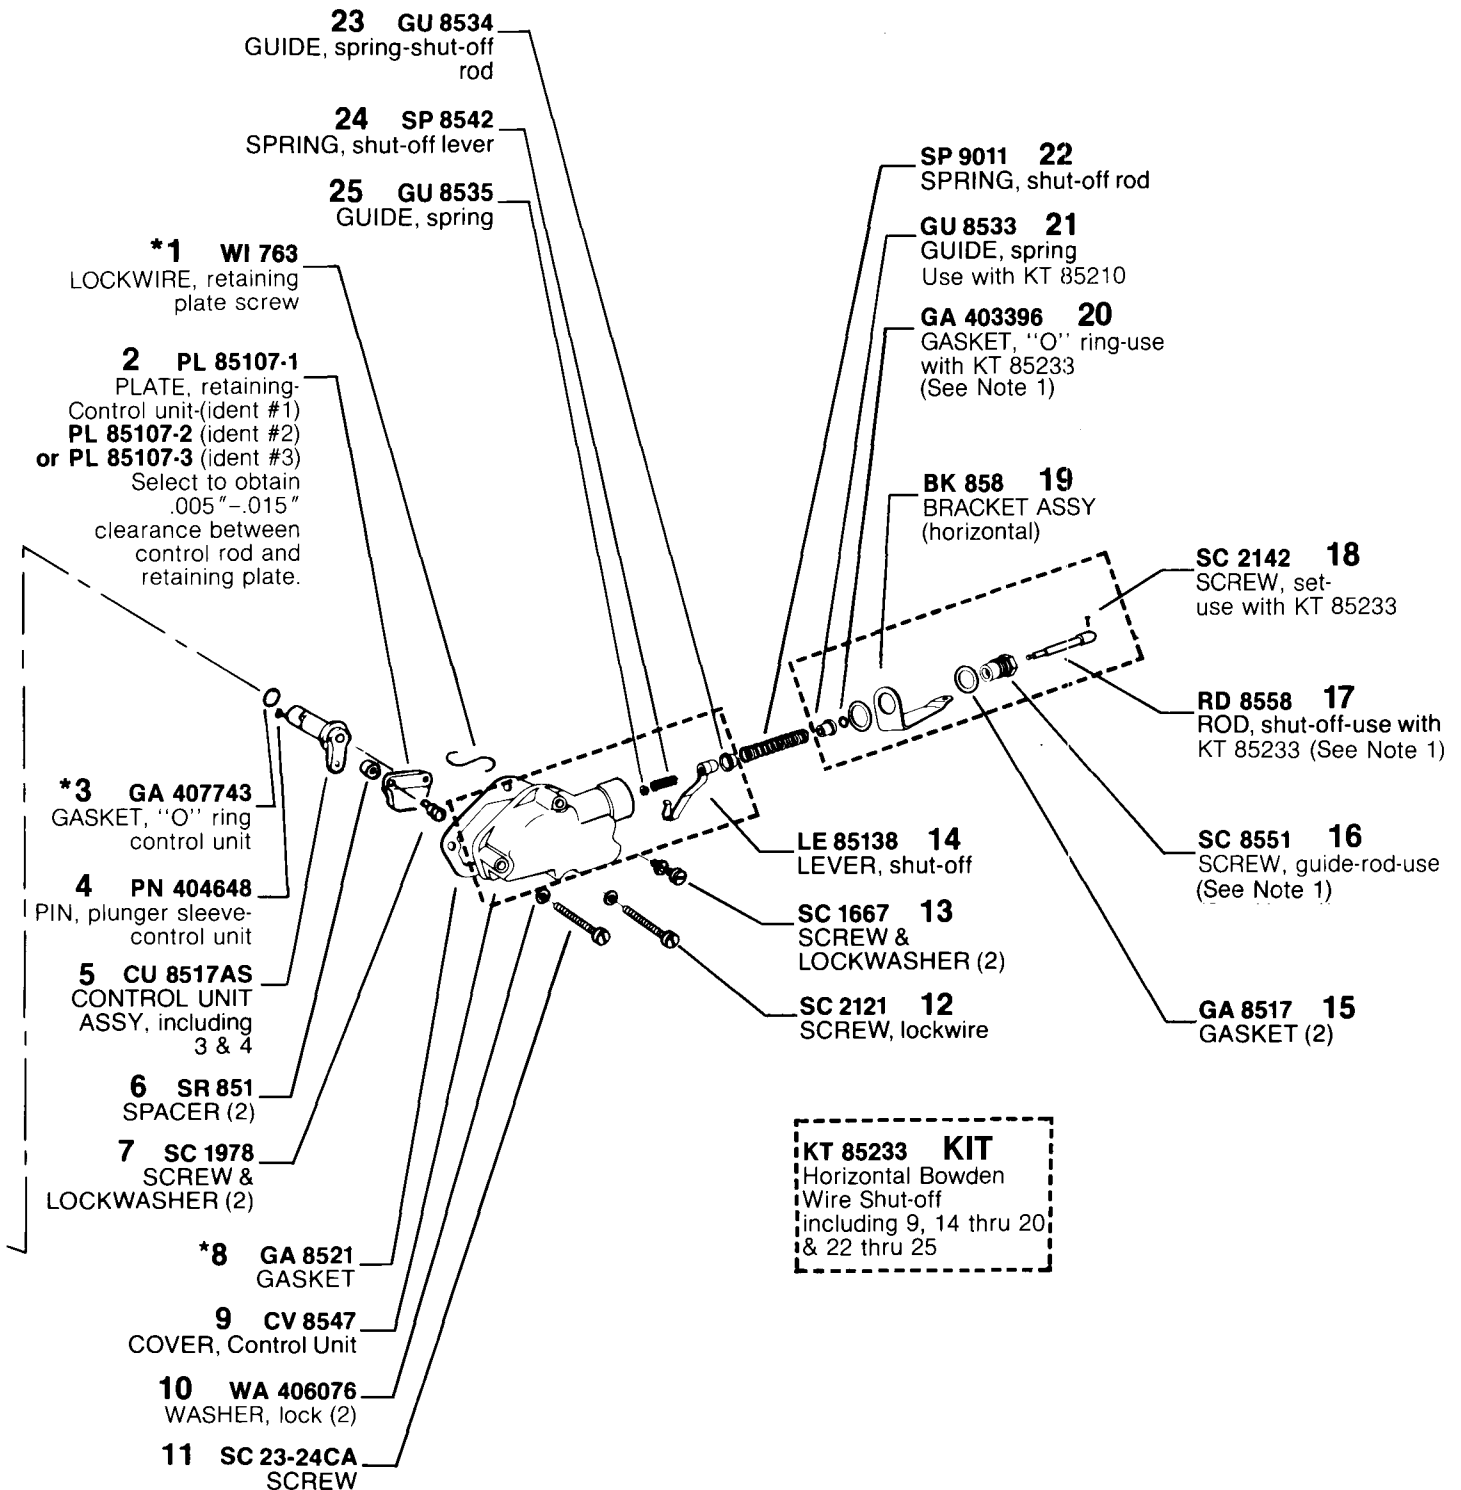 23 GU 8534
GUIDE, spring-shut-off
rod
24 SP 8542
SPRING, shut-off lever
25 GU 8535
GUIDE, spring
*1 WI 763
LOCKWIRE, retaining
plate screw
2 PL 85107-1
PLATE, retaining-
Control unit-(ident #1)
PL 85107-2 (ident #2)
or PL 85107-3 (ident #3)
Select to obtain
.005"–.015"
clearance between
control rod and
retaining plate.
*3 GA 407743
GASKET, "O" ring
control unit
4 PN 404648
PIN, plunger sleeve-
control unit
5 CU 8517AS
CONTROL UNIT
ASSY, including
3 & 4
6 SR 851
SPACER (2)
7 SC 1978
SCREW &
LOCKWASHER (2)
*8 GA 8521
GASKET
9 CV 8547
COVER, Control Unit
10 WA 406076
WASHER, lock (2)
11 SC 23-24CA
SCREW
SP 9011 22
SPRING, shut-off rod
GU 8533 21
GUIDE, spring
Use with KT 85210
GA 403396 20
GASKET, "O" ring-use
with KT 85233
(See Note 1)
BK 858 19
BRACKET ASSY
(horizontal)
SC 2142 18
SCREW, set-
use with KT 85233
RD 8558 17
ROD, shut-off-use with
KT 85233 (See Note 1)
SC 8551 16
SCREW, guide-rod-use
(See Note 1)
GA 8517 15
GASKET (2)
LE 85138 14
LEVER, shut-off
SC 1667 13
SCREW &
LOCKWASHER (2)
SC 2121 12
SCREW, lockwire
KT 85233 KIT
Horizontal Bowden
Wire Shut-off
including 9, 14 thru 20
& 22 thru 25